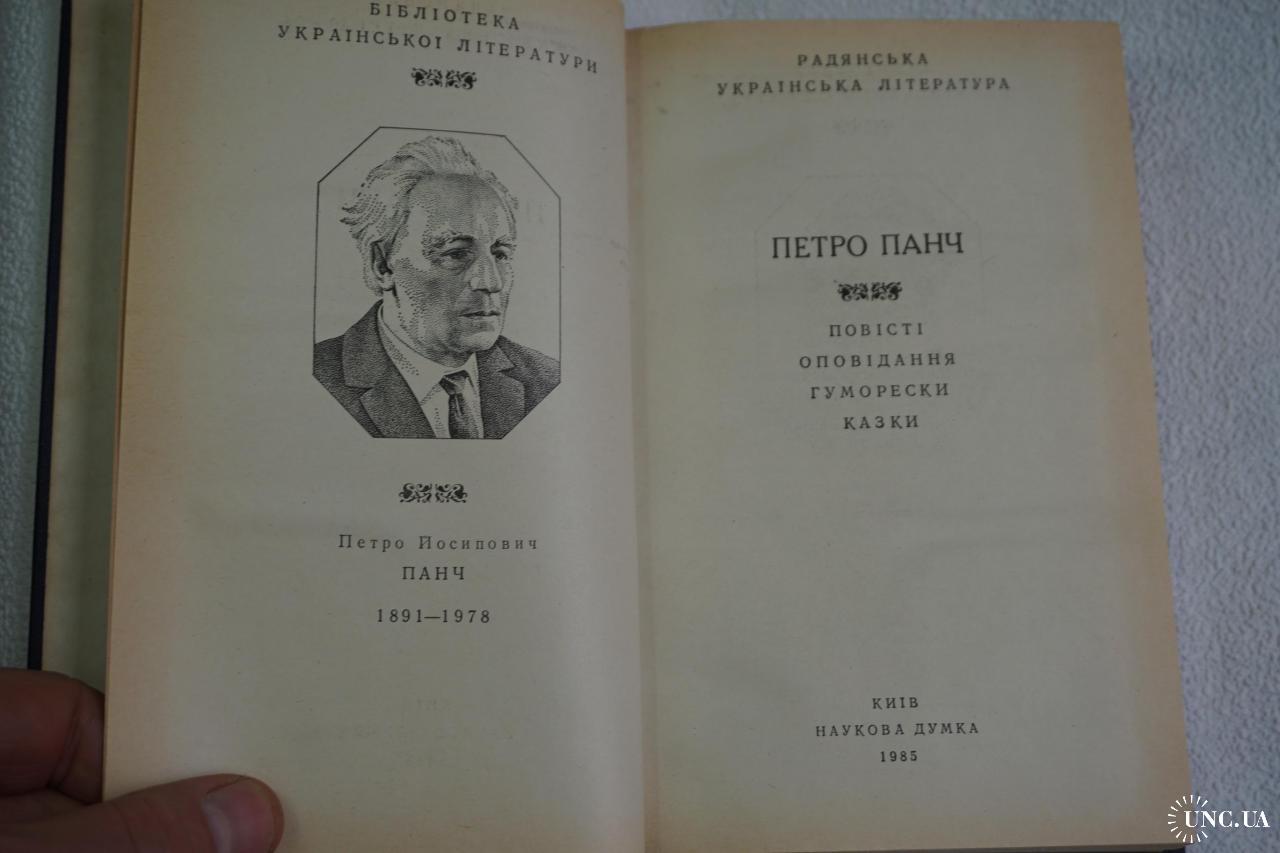 БІБЛІОТЕКА
УКРАЇНСЬКОЇ ЛІТЕРАТУРИ
Петро Йосипович
ПАНЧ
1891—1978
РАДЯНСЬКА
УКРАЇНСЬКА ЛІТЕРАТУРА
ПЕТРО ПАНЧ
ПОВІСТІ
ОПОВІДАННЯ
ГУМОРЕСКИ
КАЗКИ
КИЇВ
НАУКОВА ДУМКА
1985
UNC.UA